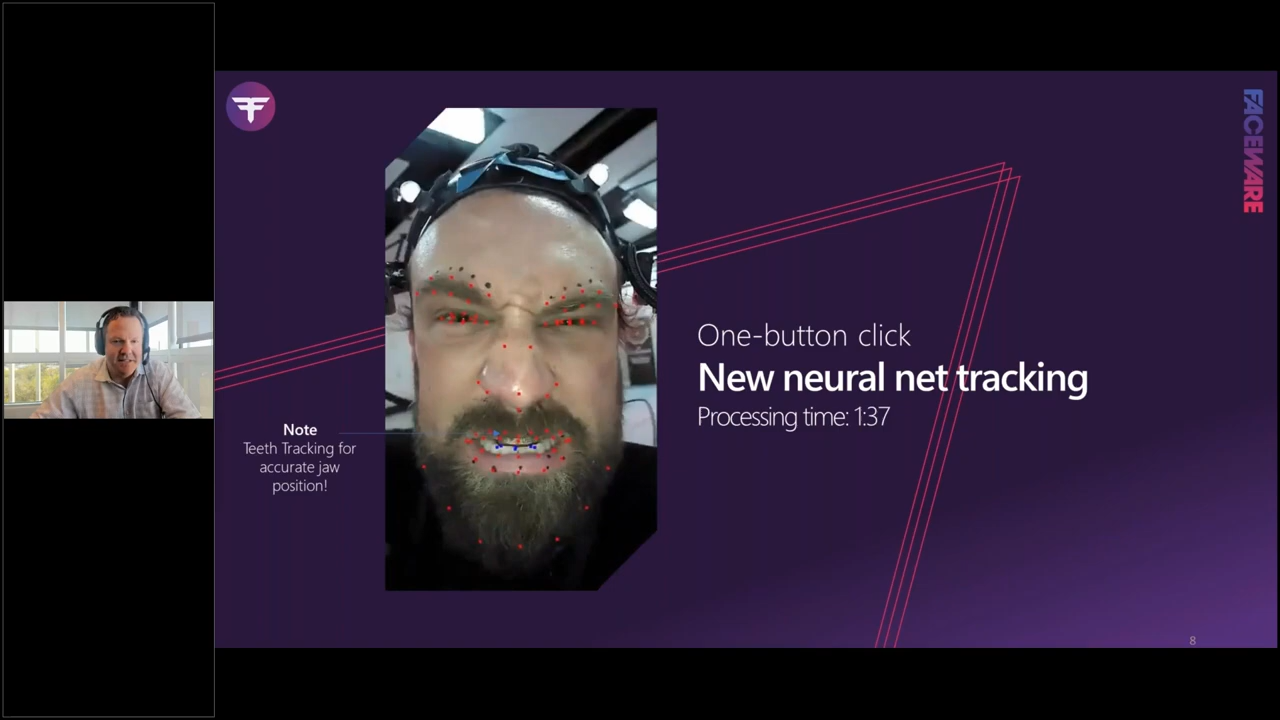 FACEWARE
One-button click
New neural net tracking
Processing time: 1:37
Note
Teeth Tracking for
accurate jaw
position!
8